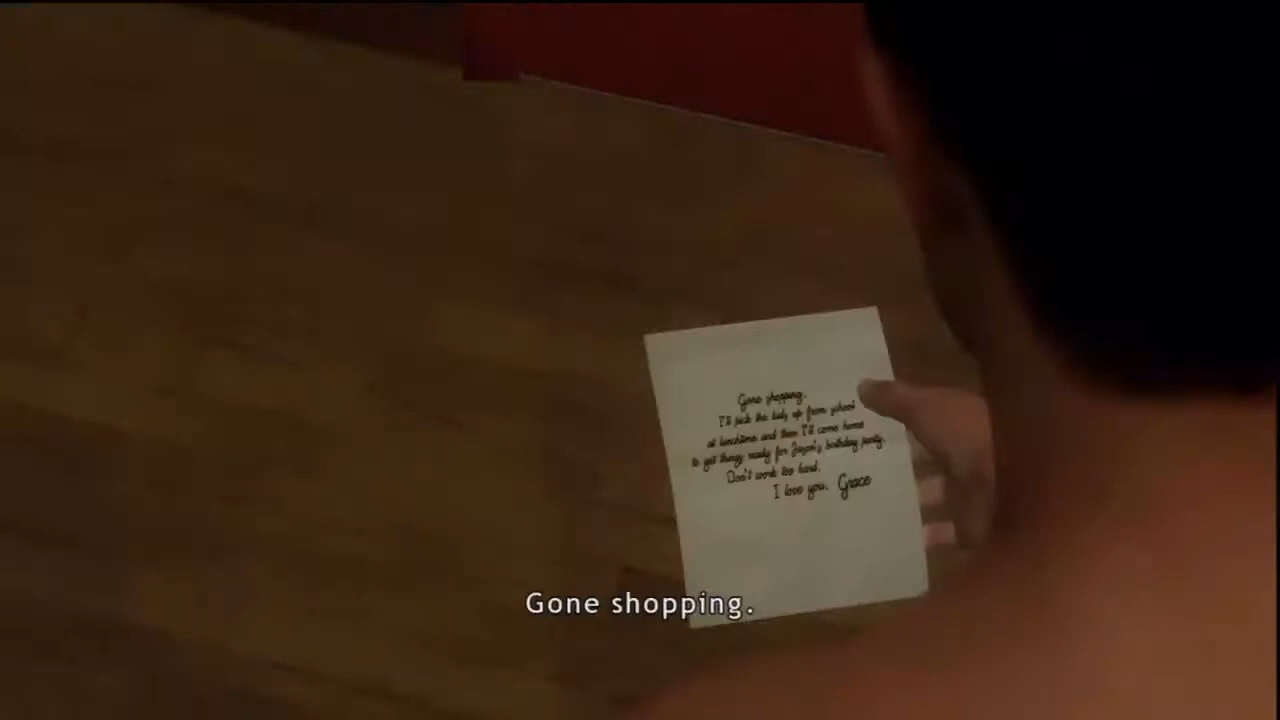 Gone shopping.
I'll pick the kids up from school
at lunchtime and then I'll come home
to get things ready for Jason's birthday party.
Don't work too hard.
I love you. Grace
Gone shopping.